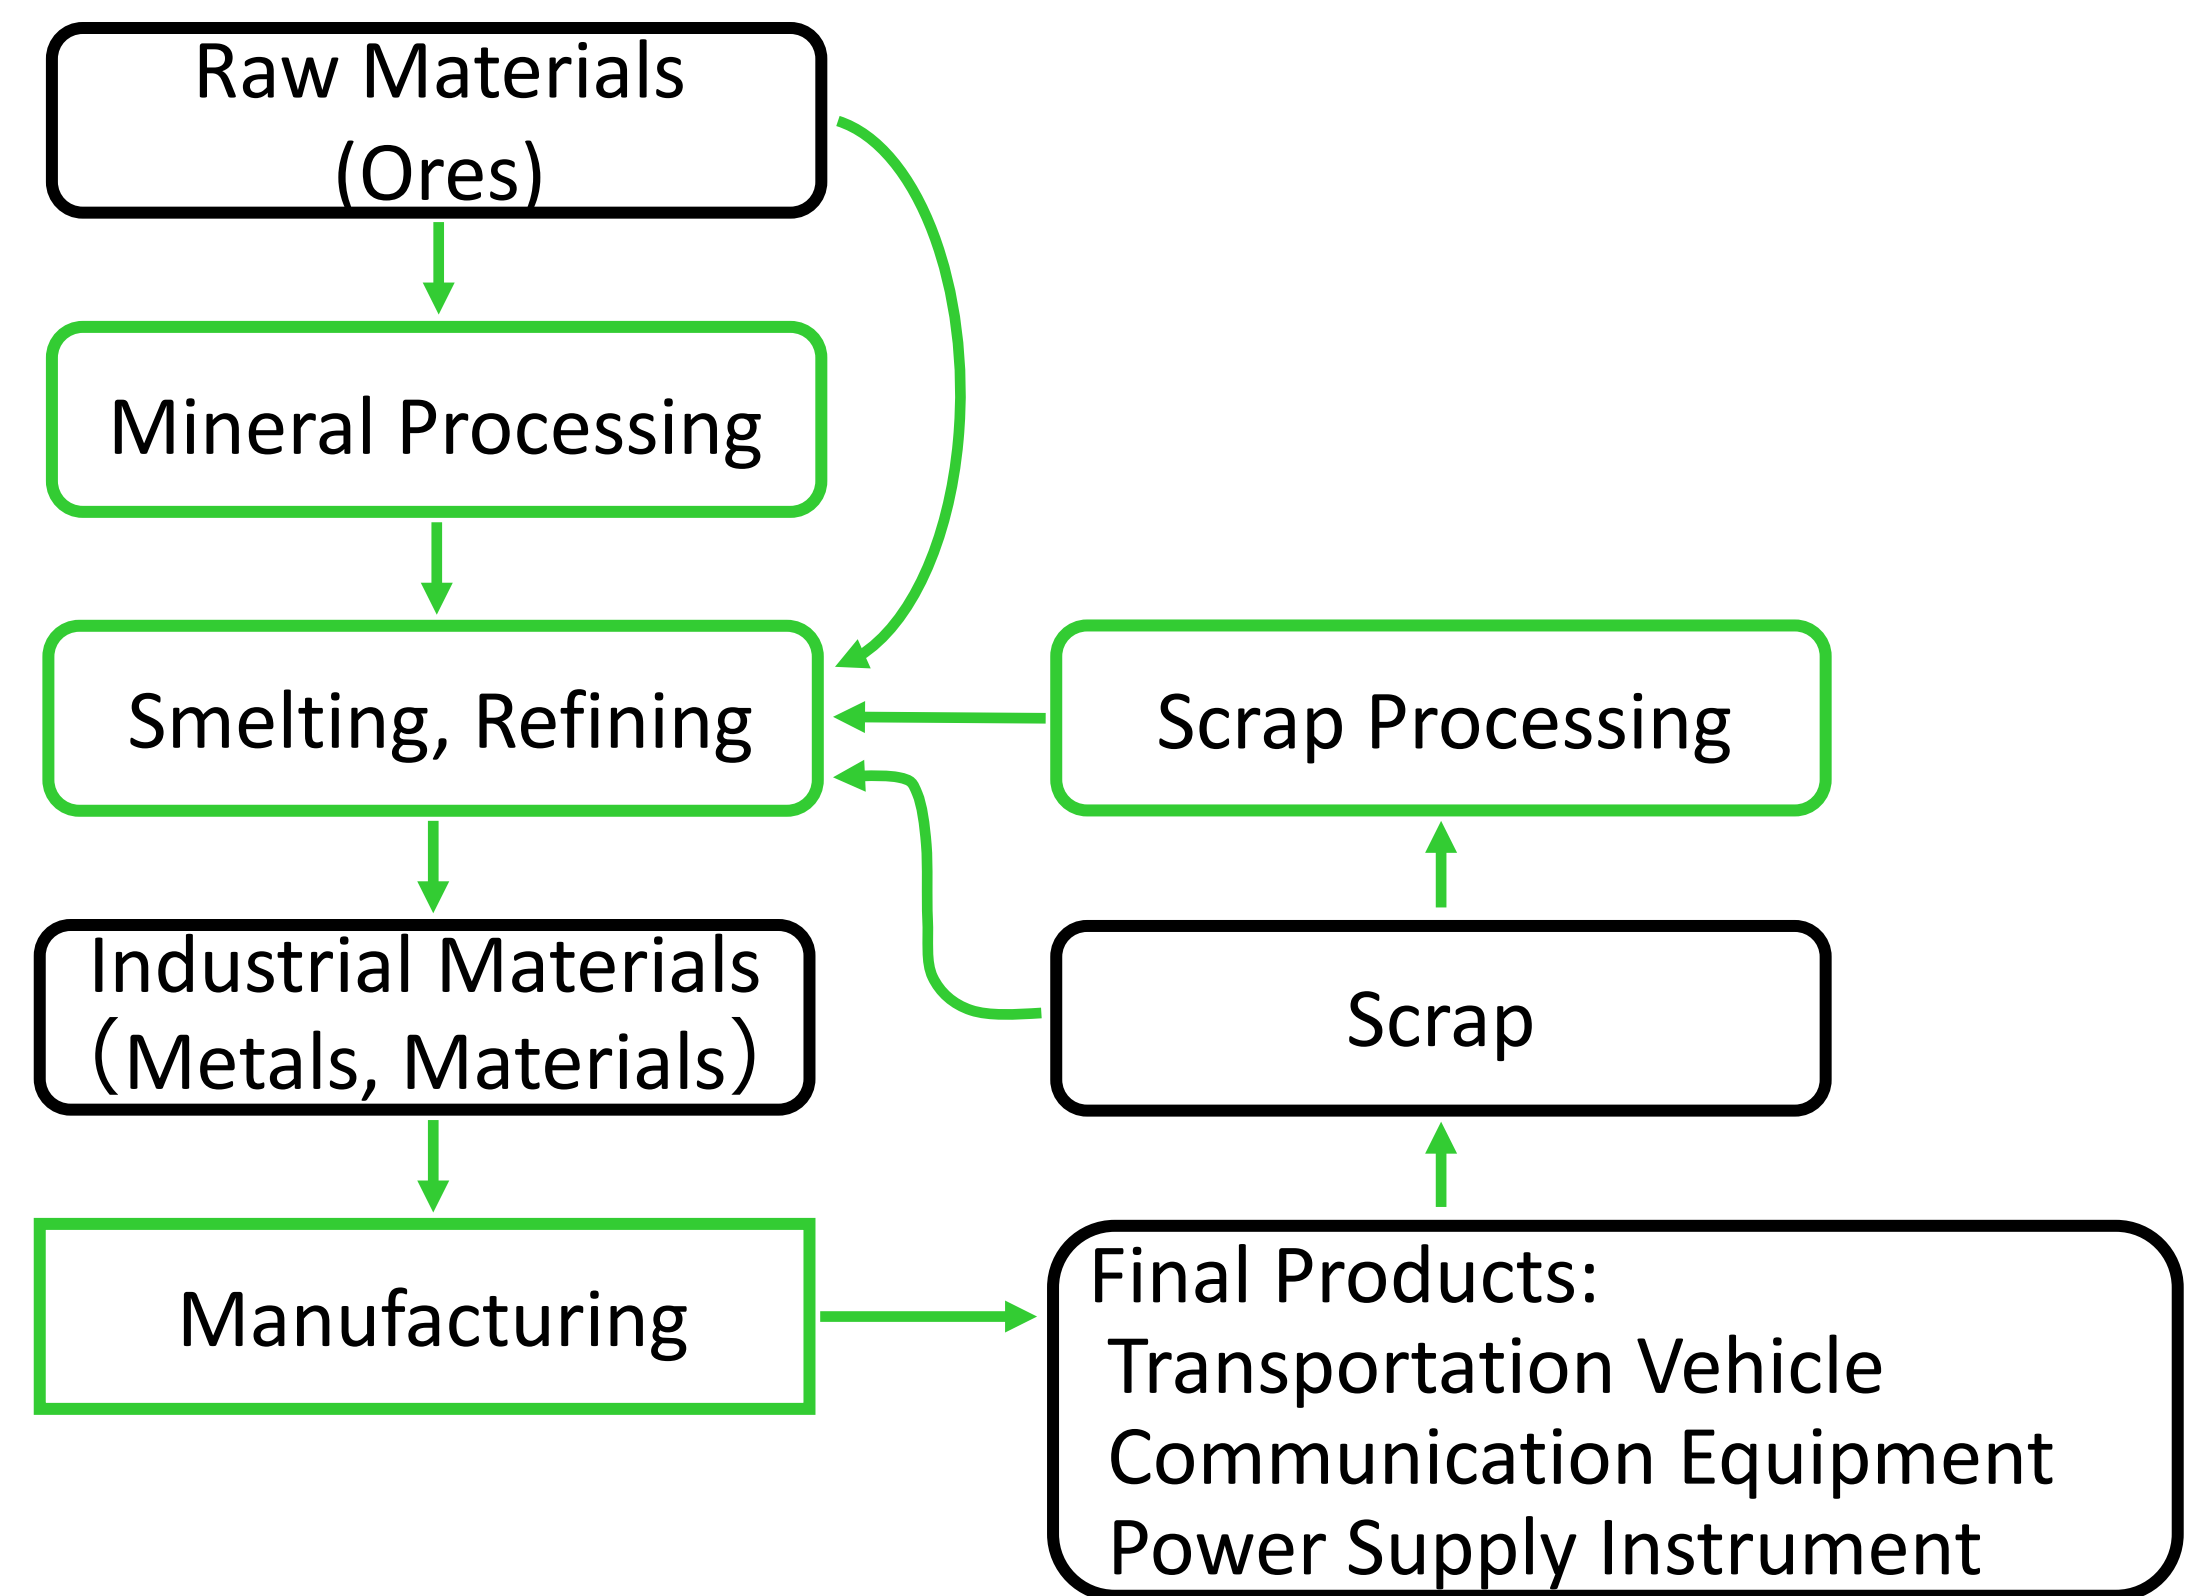 Raw Materials
(Ores)
Mineral Processing
Smelting, Refining
Scrap Processing
Industrial Materials
（Metals, Materials）
Scrap
Manufacturing
Final Products:
Transportation Vehicle
Communication Equipment
Power Supply Instrument